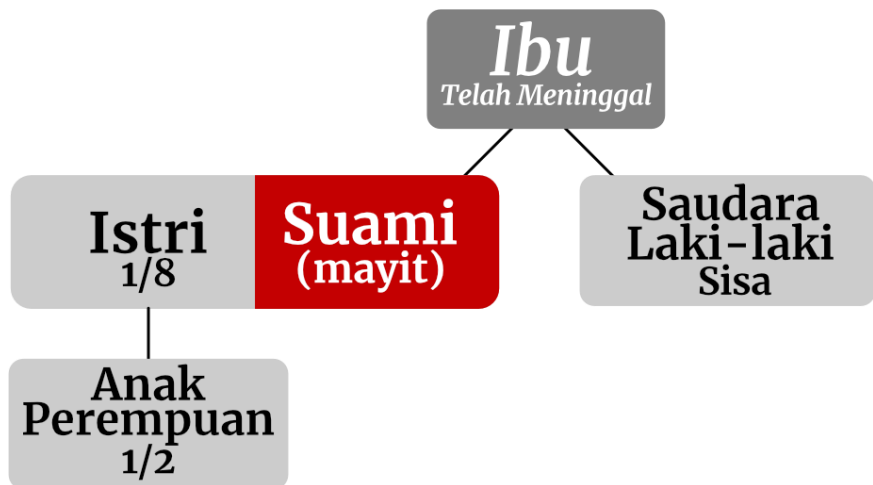 Ibu
Telah Meninggal
Istri
1/8
Suami
(mayit)
Saudara
Laki-laki
Sisa
Anak
Perempuan
1/2